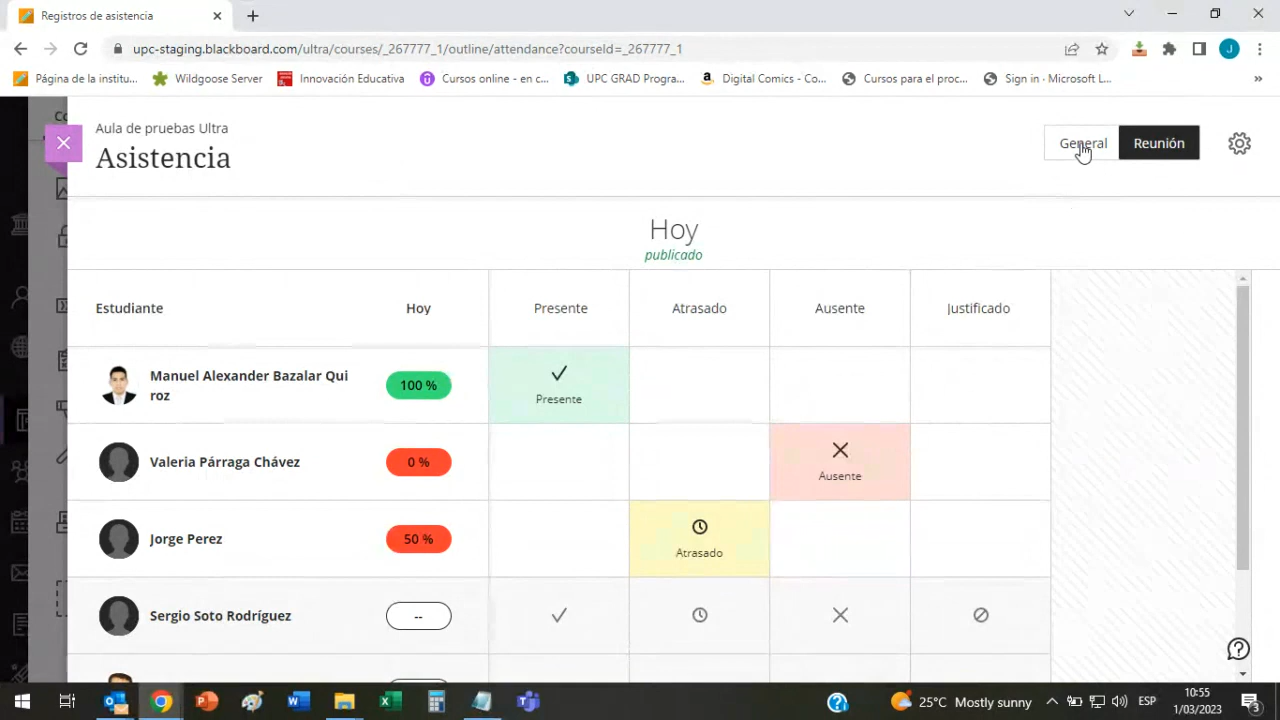 Registros de asistencia
upc-staging.blackboard.com/ultra/courses/_267777_1/outline/attendance?courseId=_267777_1
J
Página de la institu...
Wildgoose Server
Innovación Educativa
Cursos online - en c...
UPC GRAD Progra...
Digital Comics - Co...
Cursos para el proc...
Sign in - Microsoft L...
»
Aula de pruebas Ultra
Asistencia
General
Reunión
Hoy
publicado
Estudiante
Hoy
Presente
Atrasado
Ausente
Justificado
Manuel Alexander Bazalar Qui
roz
100 %
Presente
Valeria Párraga Chávez
0 %
Ausente
Jorge Perez
50 %
Atrasado
Sergio Soto Rodríguez
--
25°C Mostly sunny
ESP
10:55
1/03/2023
3